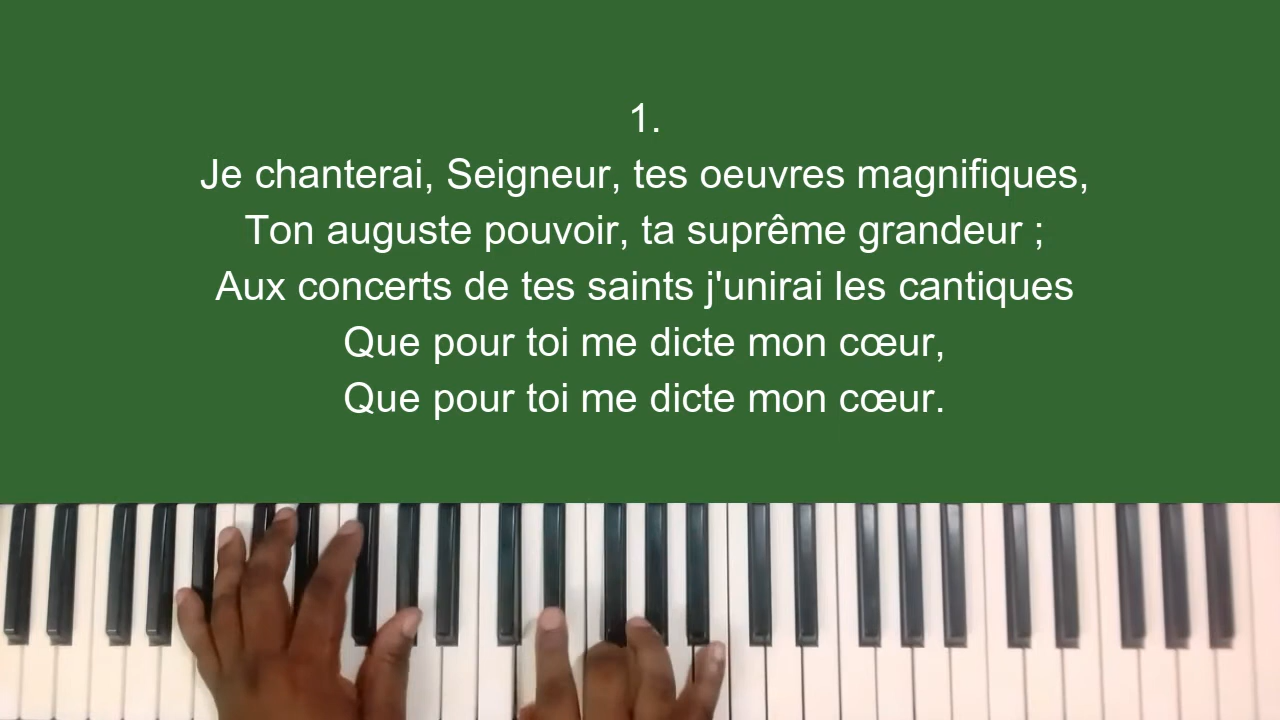 1.
Je chanterai, Seigneur, tes oeuvres magnifiques,
Ton auguste pouvoir, ta suprême grandeur ;
Aux concerts de tes saints j'unirai les cantiques
Que pour toi me dicte mon cœur,
Que pour toi me dicte mon cœur.